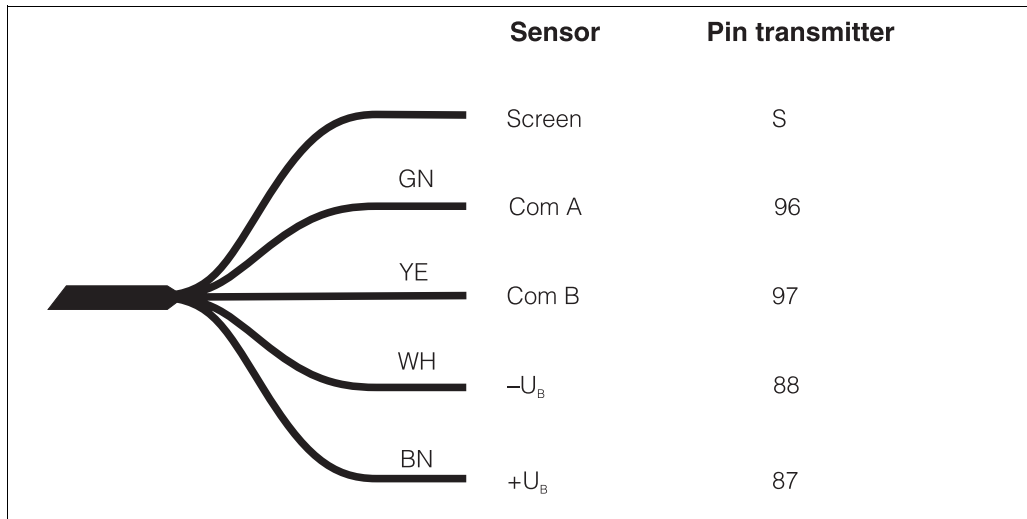 Sensor Pin transmitter
Screen S
GN
Com A 96
YE
Com B 97
WH
–U_B 88
BN
+U_B 87